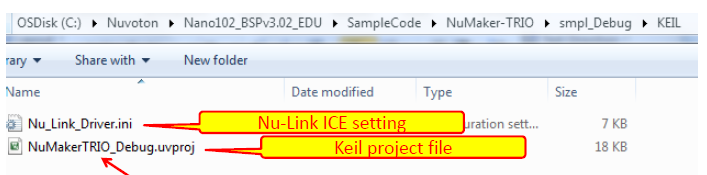 OSDisk (C:) ▸ Nuvoton ▸ Nano102_BSPv3.02_EDU ▸ SampleCode ▸ NuMaker-TRIO ▸ smpl_Debug ▸ KEIL
rary ▾ Share with ▾ New folder
Name Date modified Type Size
Nu_Link_Driver.ini Nu-Link ICE setting uration sett... 7 KB
NuMakerTRIO_Debug.uvproj Keil project file 18 KB